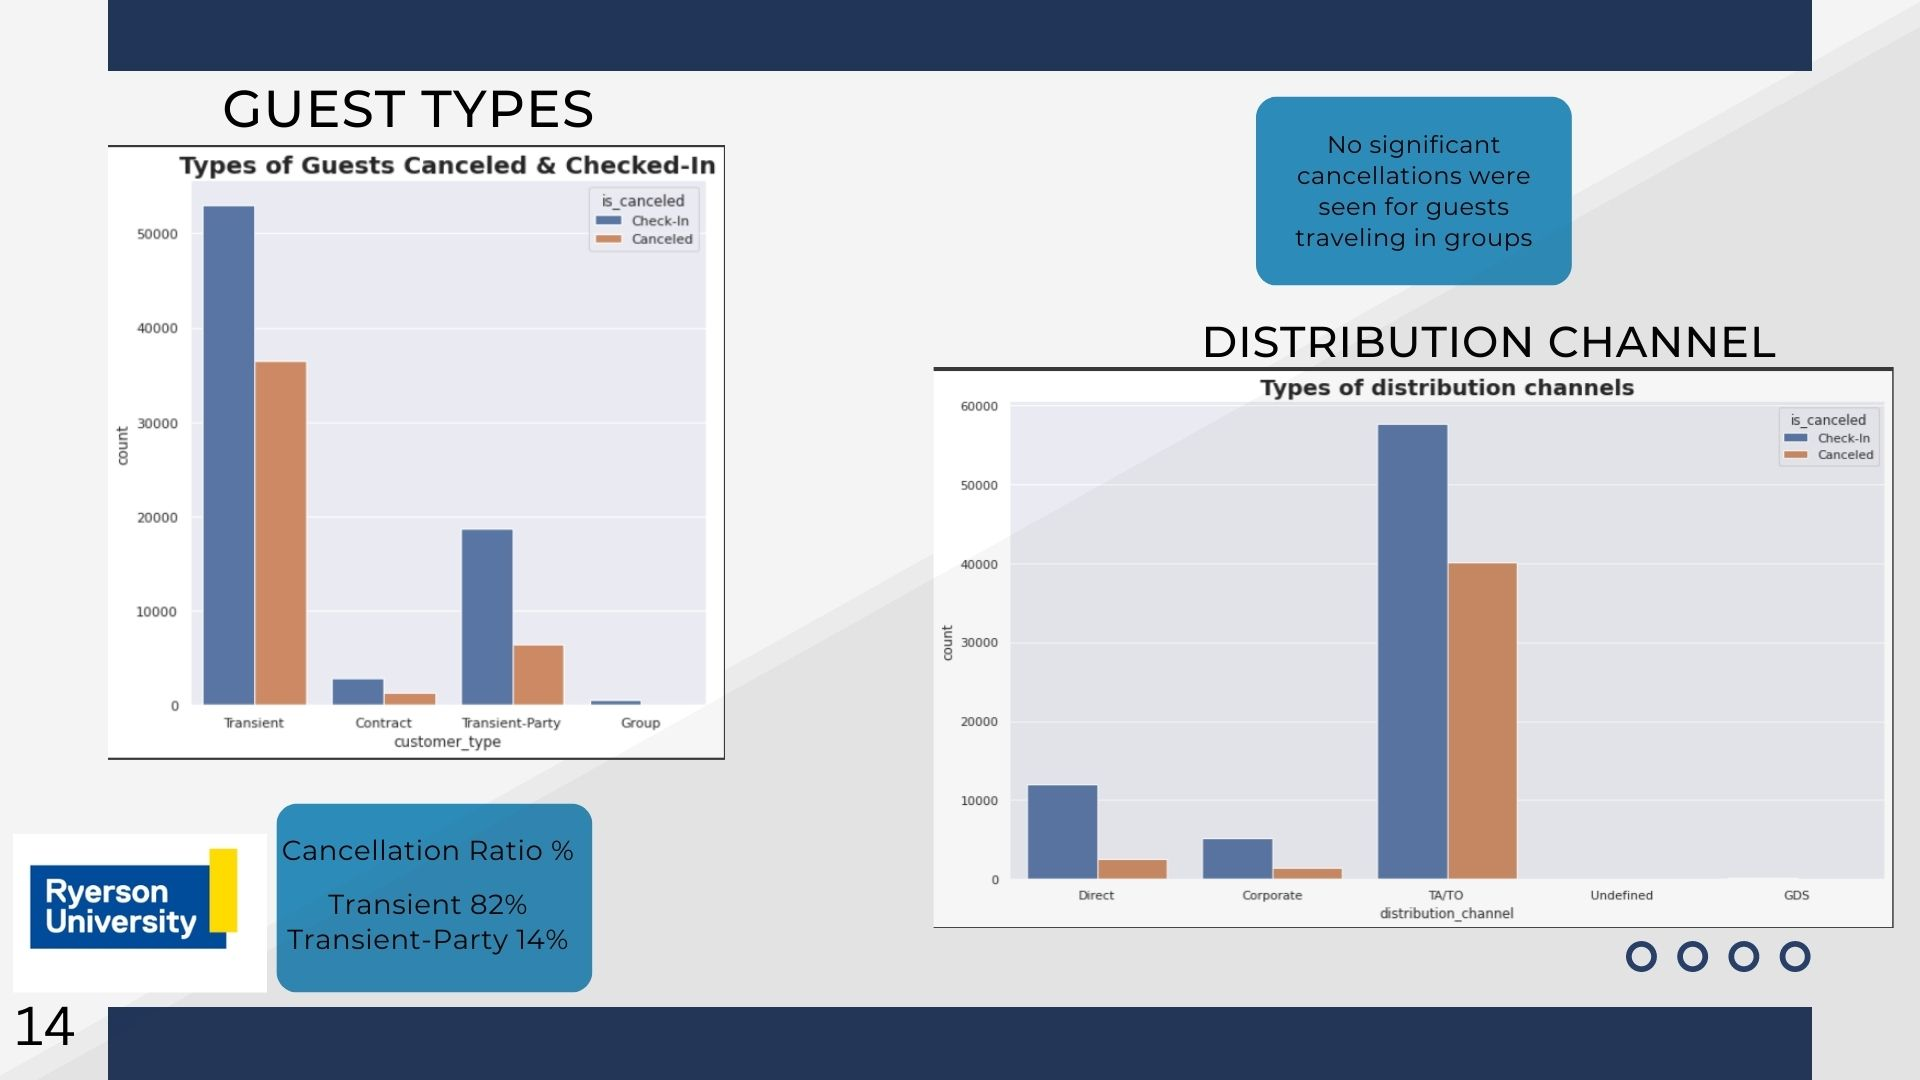 GUEST TYPES
Types of Guests Canceled & Checked-In
is_canceled
Check-In
Canceled
50000
40000
30000
20000
10000
0
count
Transient
Contract
Transient-Party
Group
customer_type
No significant
cancellations were
seen for guests
traveling in groups
DISTRIBUTION CHANNEL
Types of distribution channels
is_canceled
Check-In
Canceled
60000
50000
40000
30000
20000
10000
0
count
Direct
Corporate
TA/TO
Undefined
GDS
distribution_channel
Ryerson
University
Cancellation Ratio %
Transient 82%
Transient-Party 14%
14